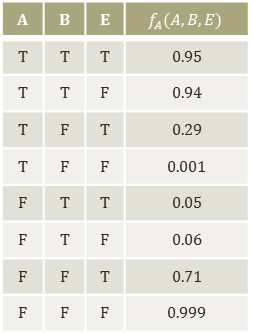 A B E f_A(A,B,E)
T T T 0.95
T T F 0.94
T F T 0.29
T F F 0.001
F T T 0.05
F T F 0.06
F F T 0.71
F F F 0.999